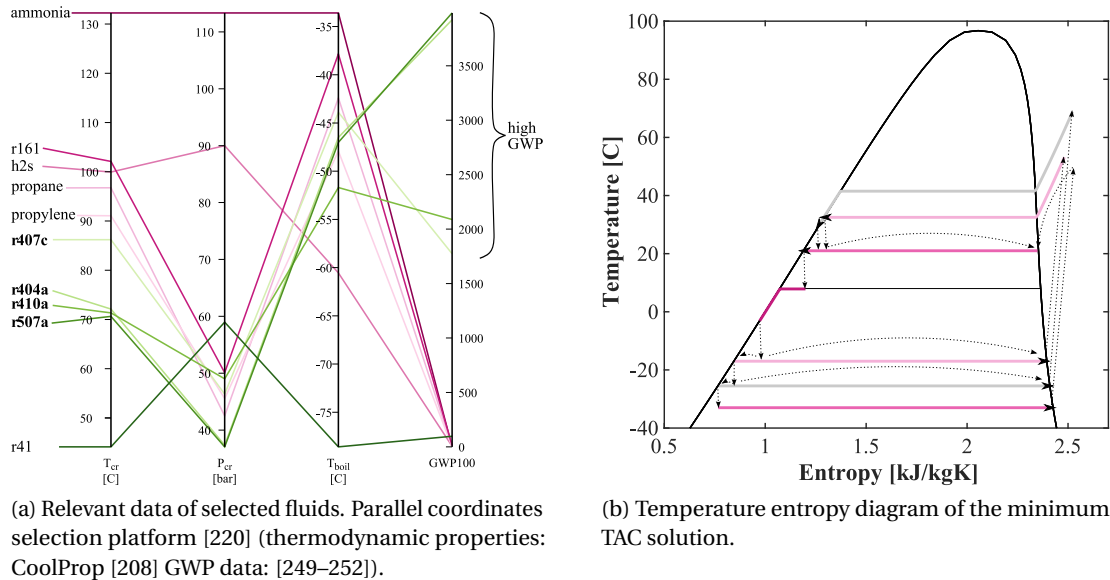 ammonia
r161
h2s
propane
propylene
r407c
r404a
r410a
r507a
r41
130
120
110
100
90
80
70
60
50
T_cr
[C]
110
100
90
80
70
60
50
40
P_cr
[bar]
-35
-40
-45
-50
-55
-60
-65
-70
-75
T_boil
[C]
3500
3000
2500
2000
1500
1000
500
0
GWP100
high
GWP
(a) Relevant data of selected fluids. Parallel coordinates
selection platform [220] (thermodynamic properties:
CoolProp [208] GWP data: [249–252]).
Temperature [C]
100
80
60
40
20
0
-20
-40
0.5 1 1.5 2 2.5
Entropy [kJ/kgK]
(b) Temperature entropy diagram of the minimum
TAC solution.